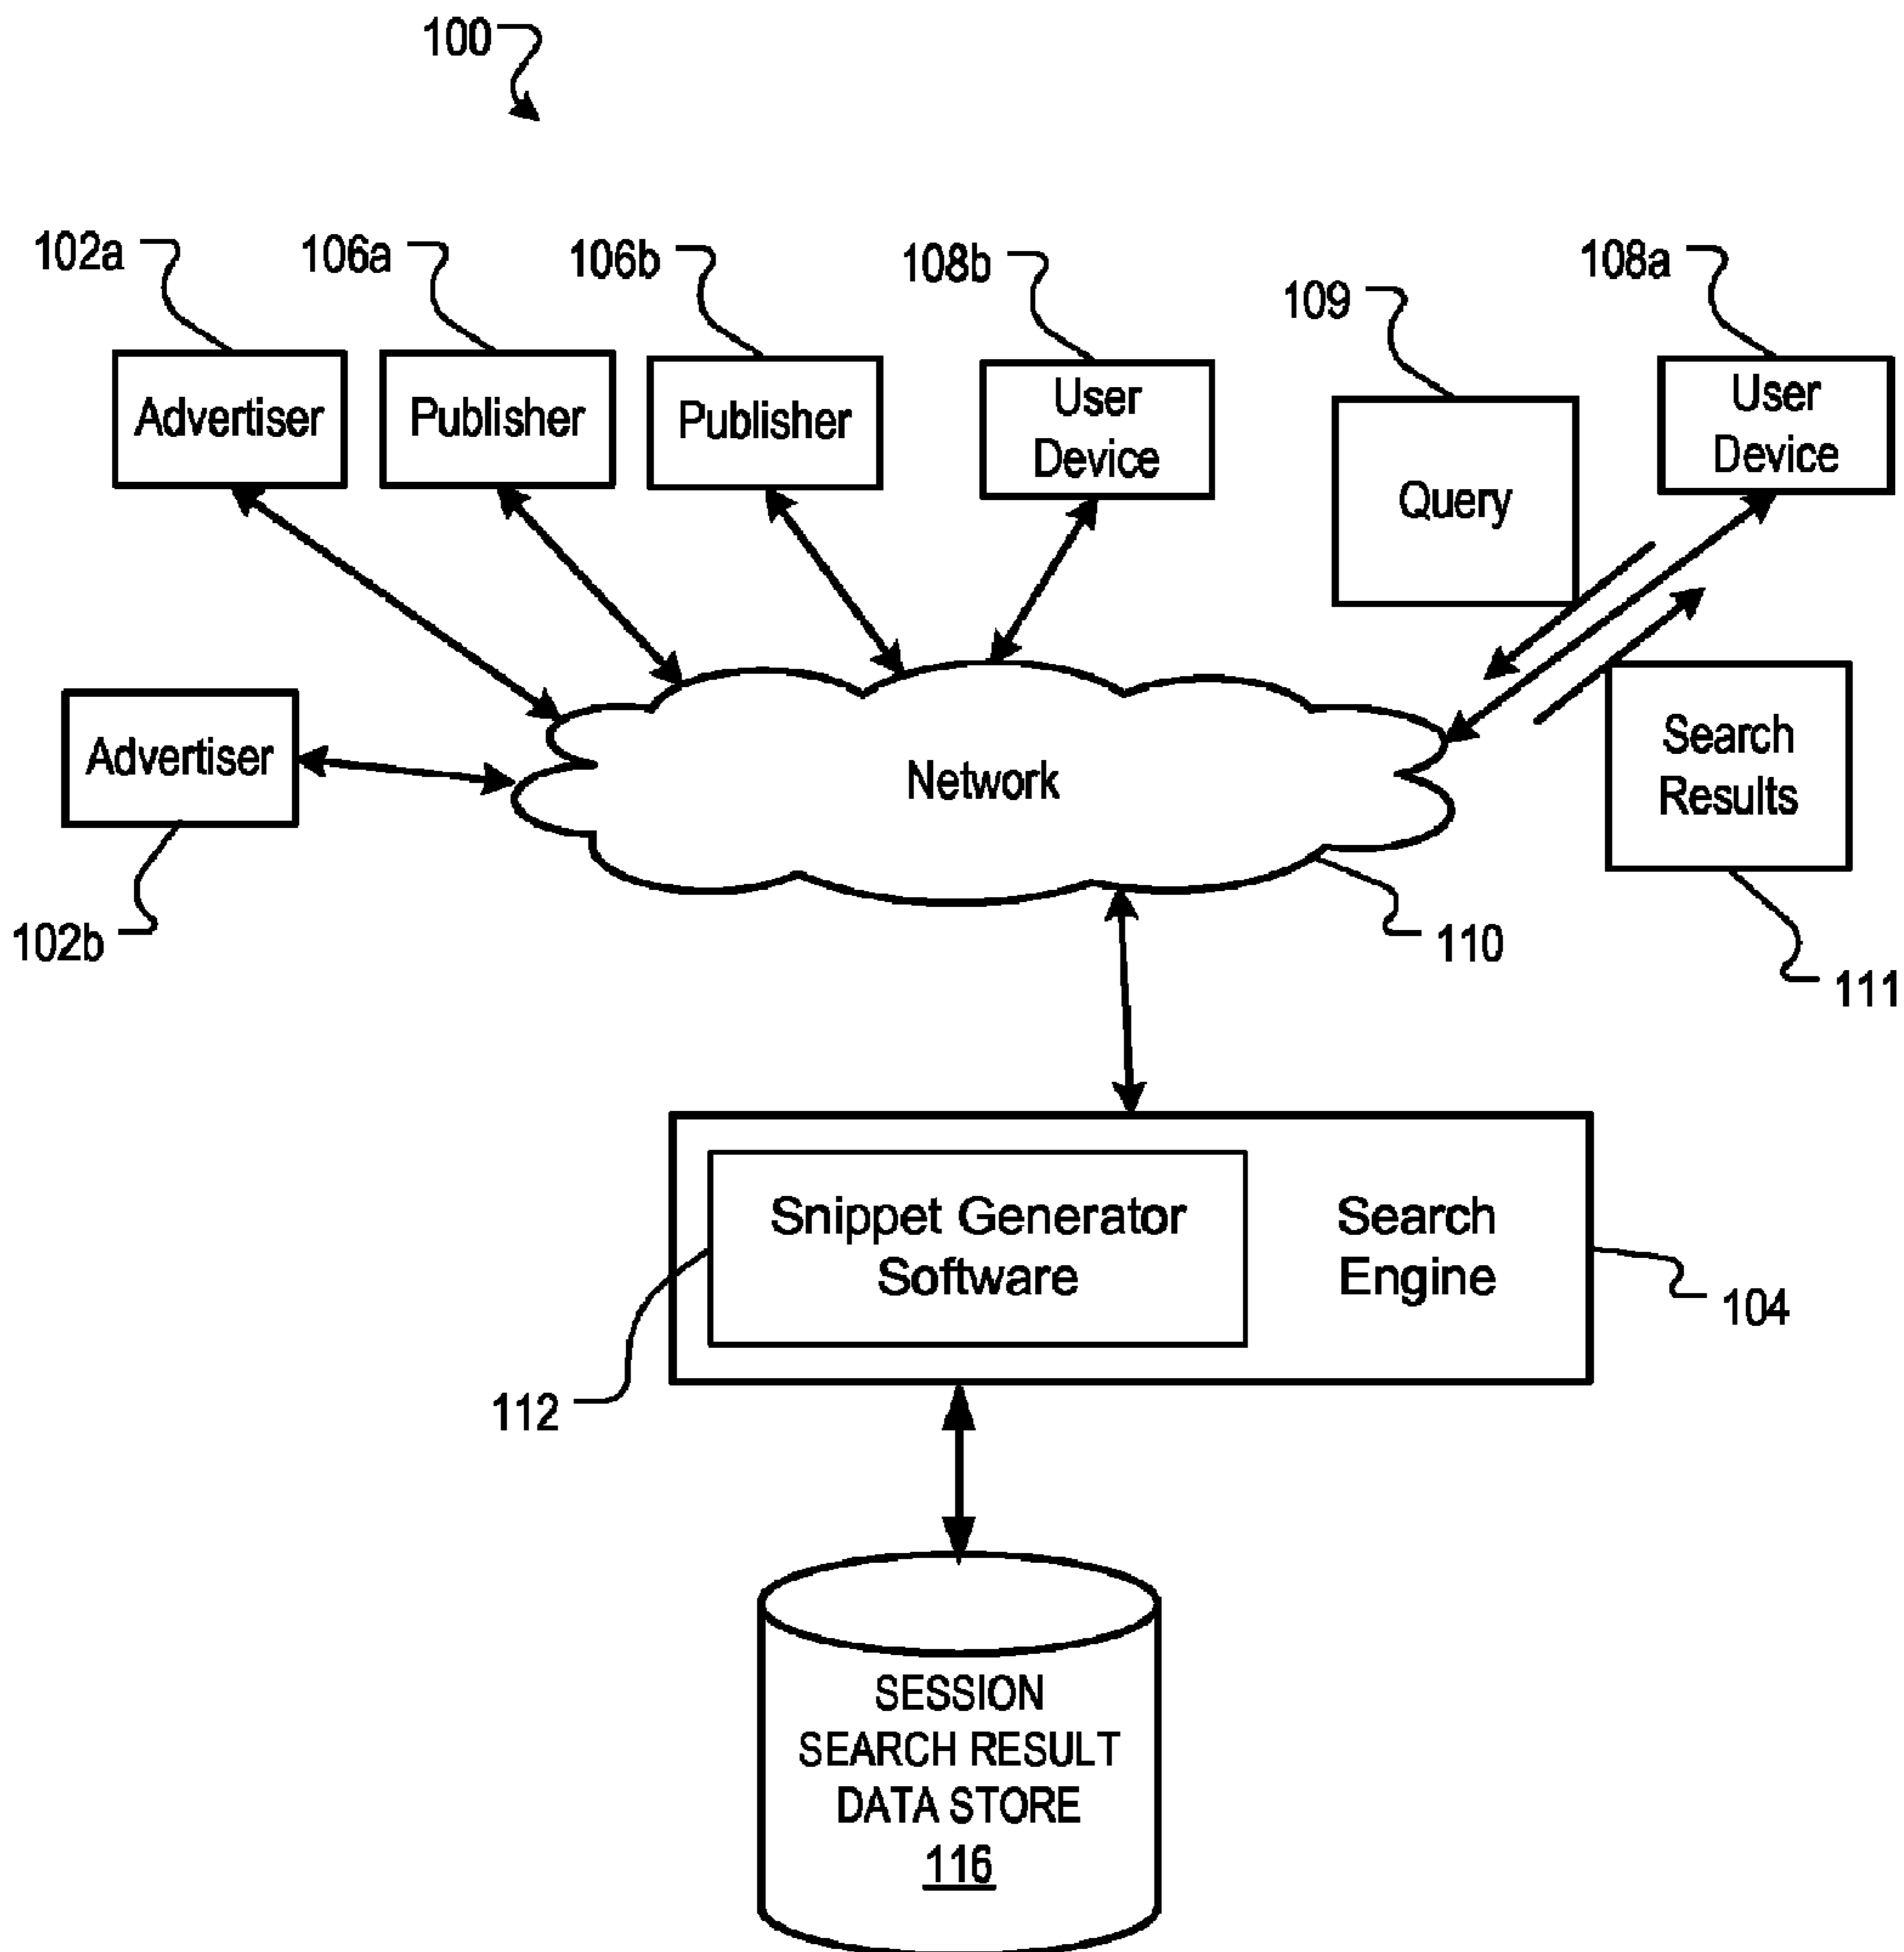 100
102a
106a
106b
108b
109
108a
Advertiser
Publisher
Publisher
User
Device
Query
User
Device
Advertiser
Network
Search
Results
102b
110
111
Snippet Generator
Software
Search
Engine
104
112
SESSION
SEARCH RESULT
DATA STORE
116